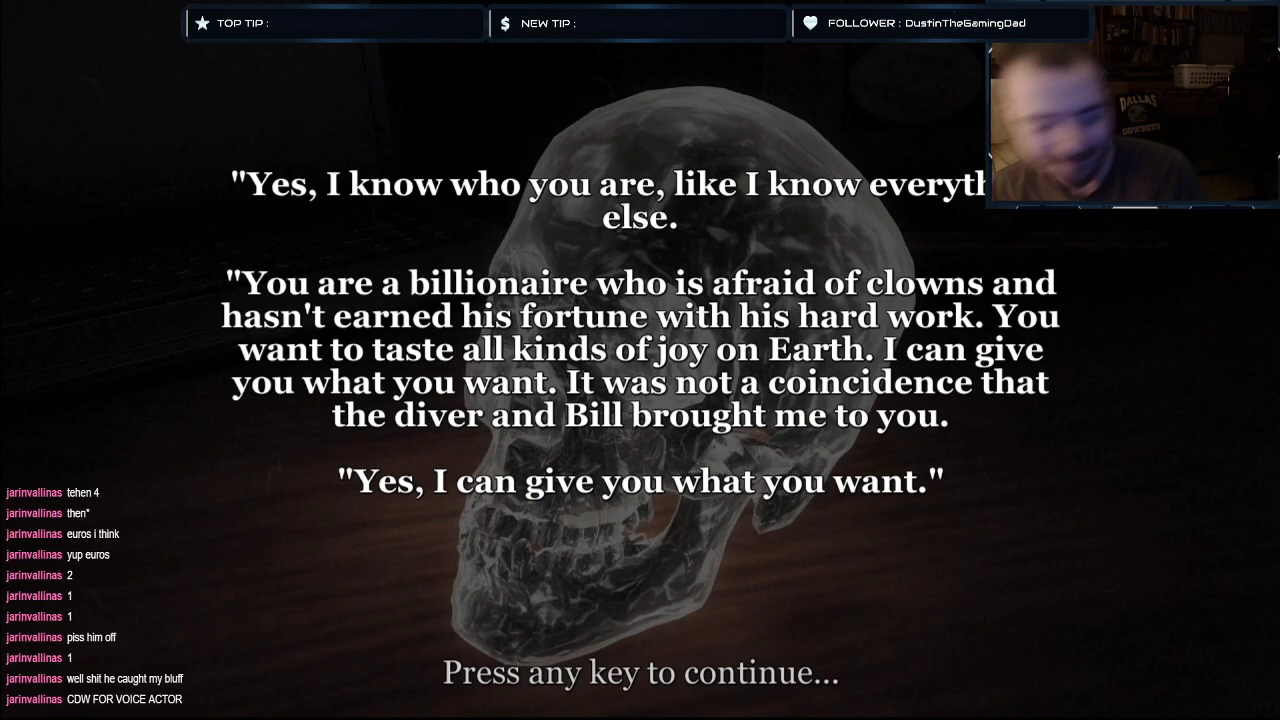 TOP TIP :
NEW TIP :
FOLLOWER : DustinTheGamingDad
DALLAS
COWBOYS
"Yes, I know who you are, like I know everyth
else.
"You are a billionaire who is afraid of clowns and
hasn't earned his fortune with his hard work. You
want to taste all kinds of joy on Earth. I can give
you what you want. It was not a coincidence that
the diver and Bill brought me to you.
"Yes, I can give you what you want."
jarinvallinas tehen 4
jarinvallinas then*
jarinvallinas euros i think
jarinvallinas yup euros
jarinvallinas 2
jarinvallinas 1
jarinvallinas 1
jarinvallinas piss him off
jarinvallinas 1
jarinvallinas well shit he caught my bluff
jarinvallinas CDW FOR VOICE ACTOR
Press any key to continue...